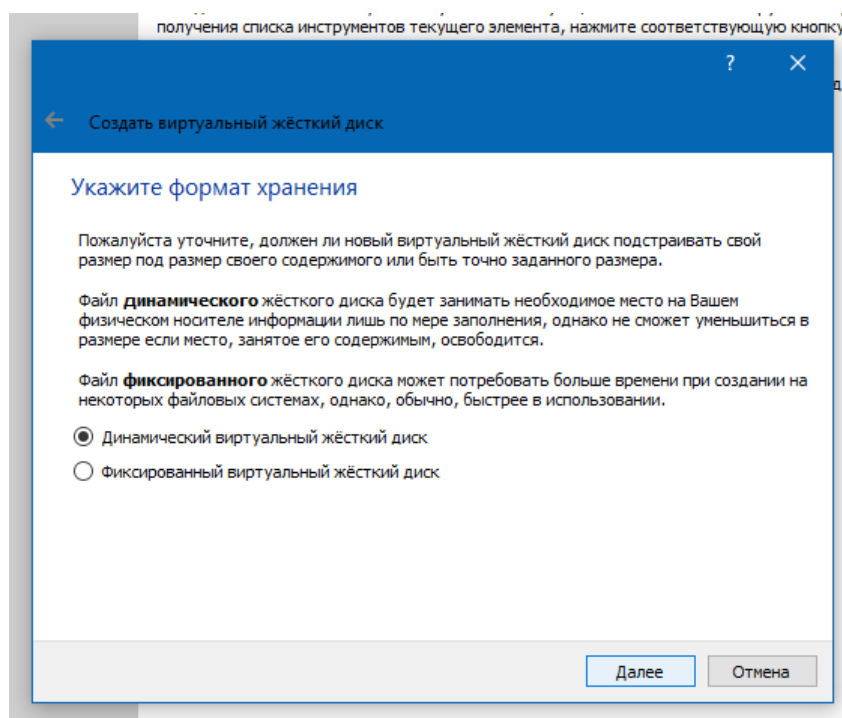 получения списка инструментов текущего элемента, нажмите соответствующую кнопку
?
Создать виртуальный жёсткий диск
Укажите формат хранения
Пожалуйста уточните, должен ли новый виртуальный жёсткий диск подстраивать свой
размер под размер своего содержимого или быть точно заданного размера.
Файл динамического жёсткого диска будет занимать необходимое место на Вашем
физическом носителе информации лишь по мере заполнения, однако не сможет уменьшиться в
размере если место, занятое его содержимым, освободится.
Файл фиксированного жёсткого диска может потребовать больше времени при создании на
некоторых файловых системах, однако, обычно, быстрее в использовании.
Динамический виртуальный жёсткий диск
Фиксированный виртуальный жёсткий диск
Далее Отмена